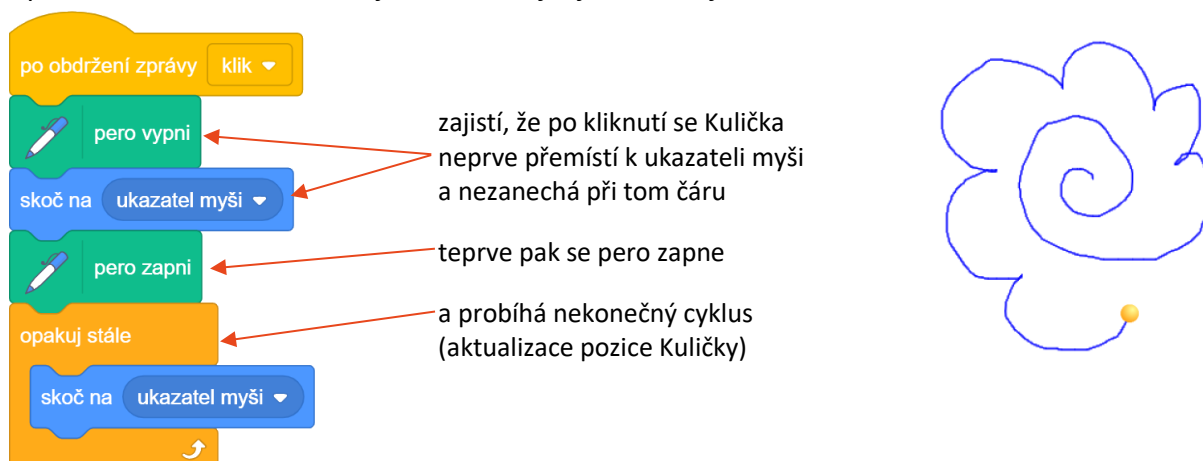 po obdržení zprávy klik
pero vypni
skoč na ukazatel myši
pero zapni
opakuj stále
skoč na ukazatel myši
zajistí, že po kliknutí se Kulička
neprve přemístí k ukazateli myši
a nezanechá při tom čáru
teprve pak se pero zapne
a probíhá nekonečný cyklus
(aktualizace pozice Kuličky)